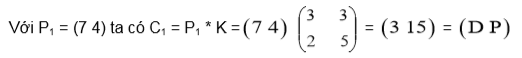 Với P₁ = (7 4) ta có C₁ = P₁ * K = (7 4) (3 3
2 5) = (3 15) = (D P)